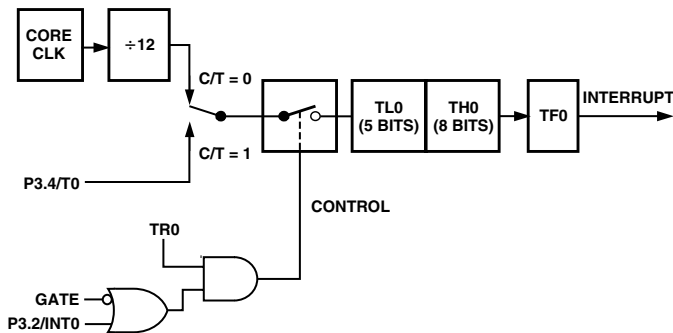 CORE
CLK
÷12
C/T = 0
C/T = 1
P3.4/T0
TL0
(5 BITS)
TH0
(8 BITS)
TF0
INTERRUPT
CONTROL
TR0
GATE
P3.2/INT0